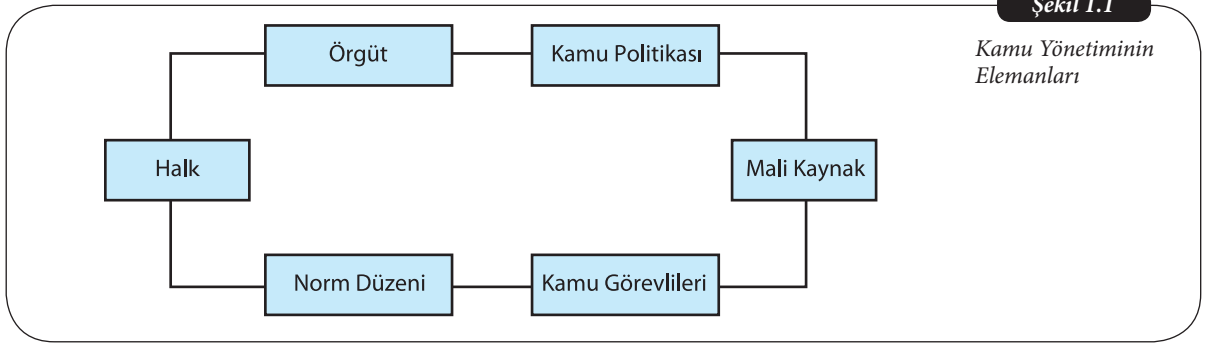 Şekil 1.1
Kamu Yönetiminin
Elemanları
Örgüt
Kamu Politikası
Halk
Mali Kaynak
Norm Düzeni
Kamu Görevlileri